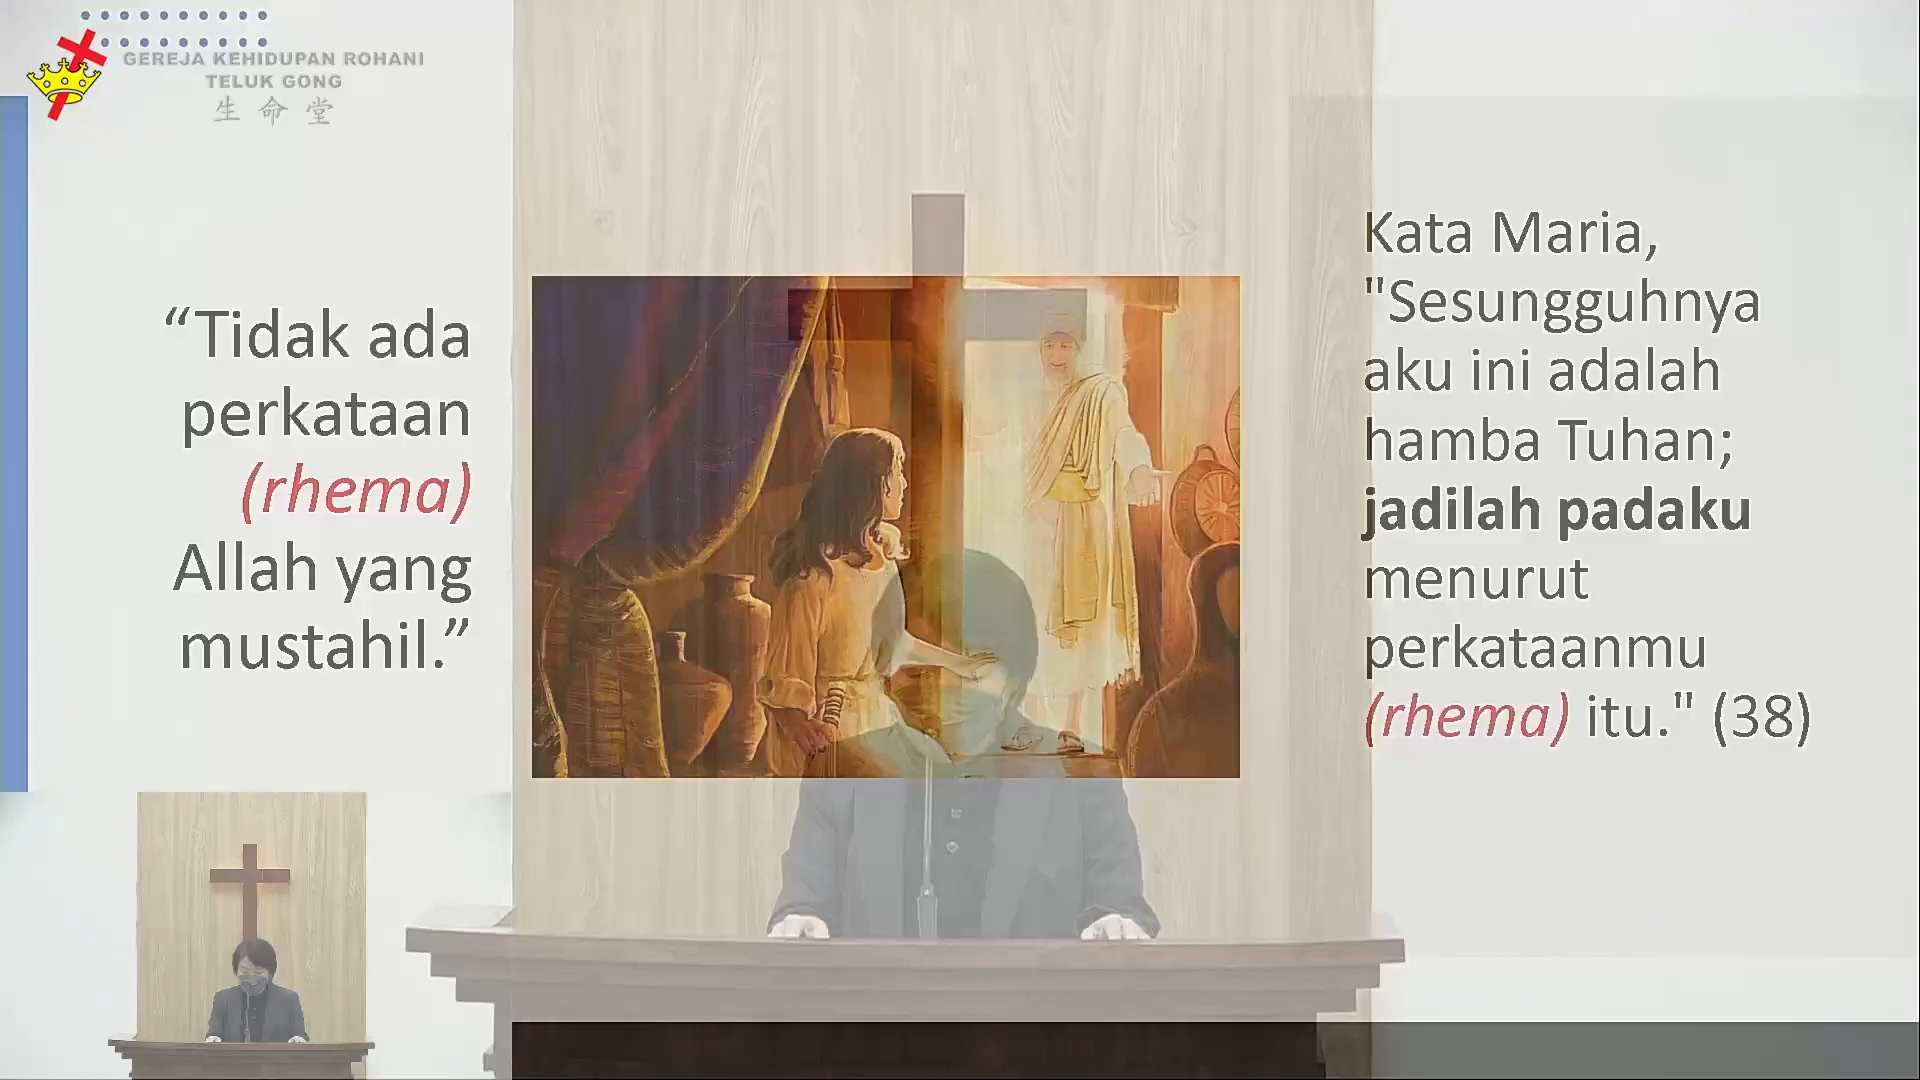 GEREJA KEHIDUPAN ROHANI
TELUK GONG
生命堂
“Tidak ada
perkataan
(rhema)
Allah yang
mustahil.”
Kata Maria,
"Sesungguhnya
aku ini adalah
hamba Tuhan;
jadilah padaku
menurut
perkataanmu
(rhema) itu." (38)